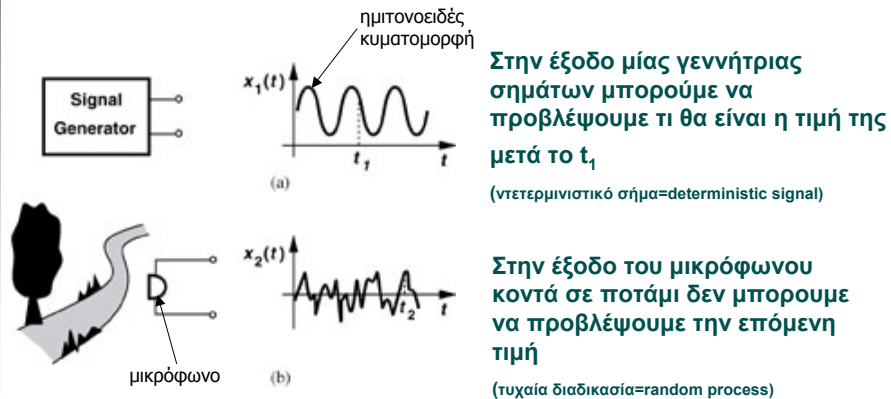 ημιτονοειδές
κυματομορφή
Signal
Generator
x₁(t)
t₁
t
(a)
Στην έξοδο μίας γεννήτριας
σημάτων μπορούμε να
προβλέψουμε τι θα είναι η τιμή της
μετά το t₁
(ντετερμινιστικό σήμα=deterministic signal)
x₂(t)
t₂
t
μικρόφωνο
(b)
Στην έξοδο του μικρόφωνου
κοντά σε ποτάμι δεν μπορουμε
να προβλέψουμε την επόμενη
τιμή
(τυχαία διαδικασία=random process)